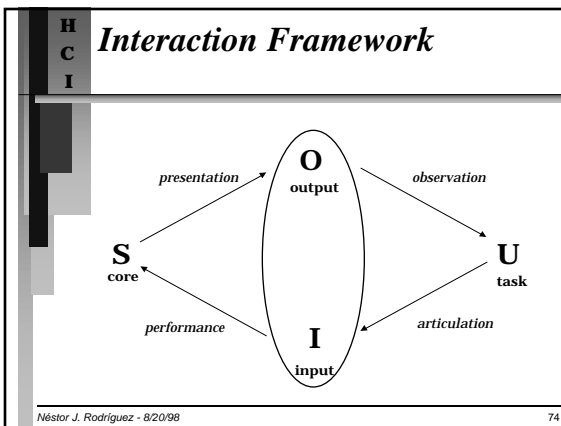 H
C
I
Interaction Framework
O
output
presentation
observation
S
core
U
task
performance
articulation
I
input
Néstor J. Rodríguez - 8/20/98
74